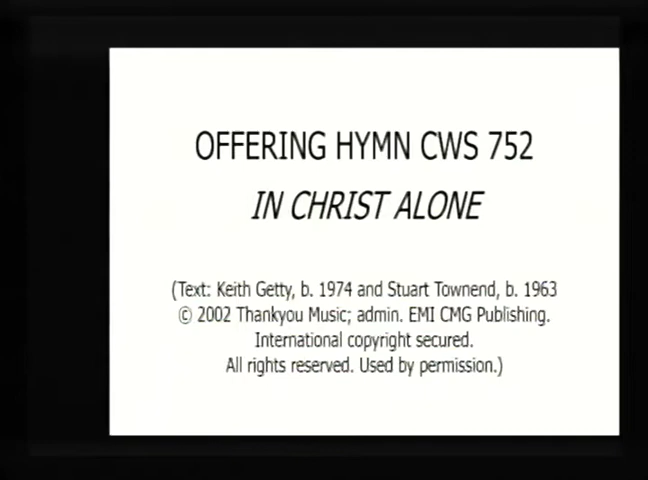 OFFERING HYMN CWS 752
IN CHRIST ALONE
(Text: Keith Getty, b. 1974 and Stuart Townend, b. 1963
© 2002 Thankyou Music; admin. EMI CMG Publishing.
International copyright secured.
All rights reserved. Used by permission.)